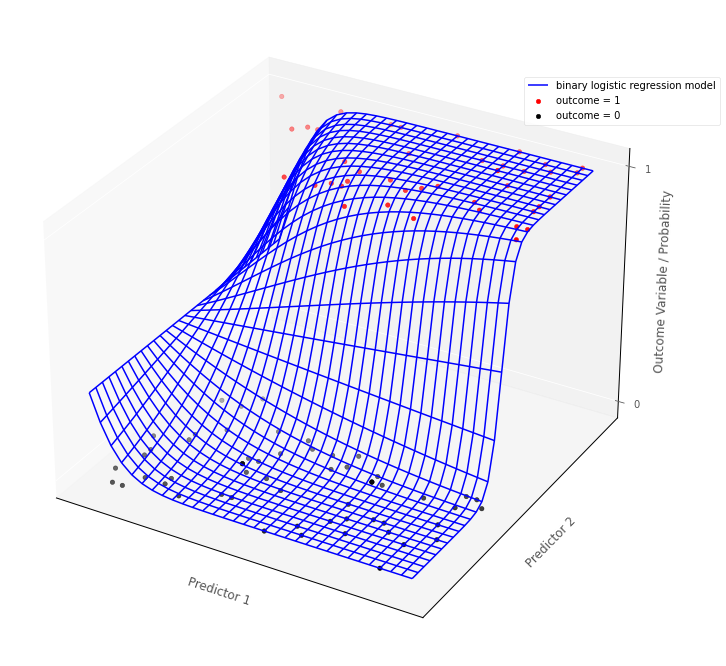 binary logistic regression model
outcome = 1
outcome = 0
1
Outcome Variable / Probability
0
Predictor 2
Predictor 1